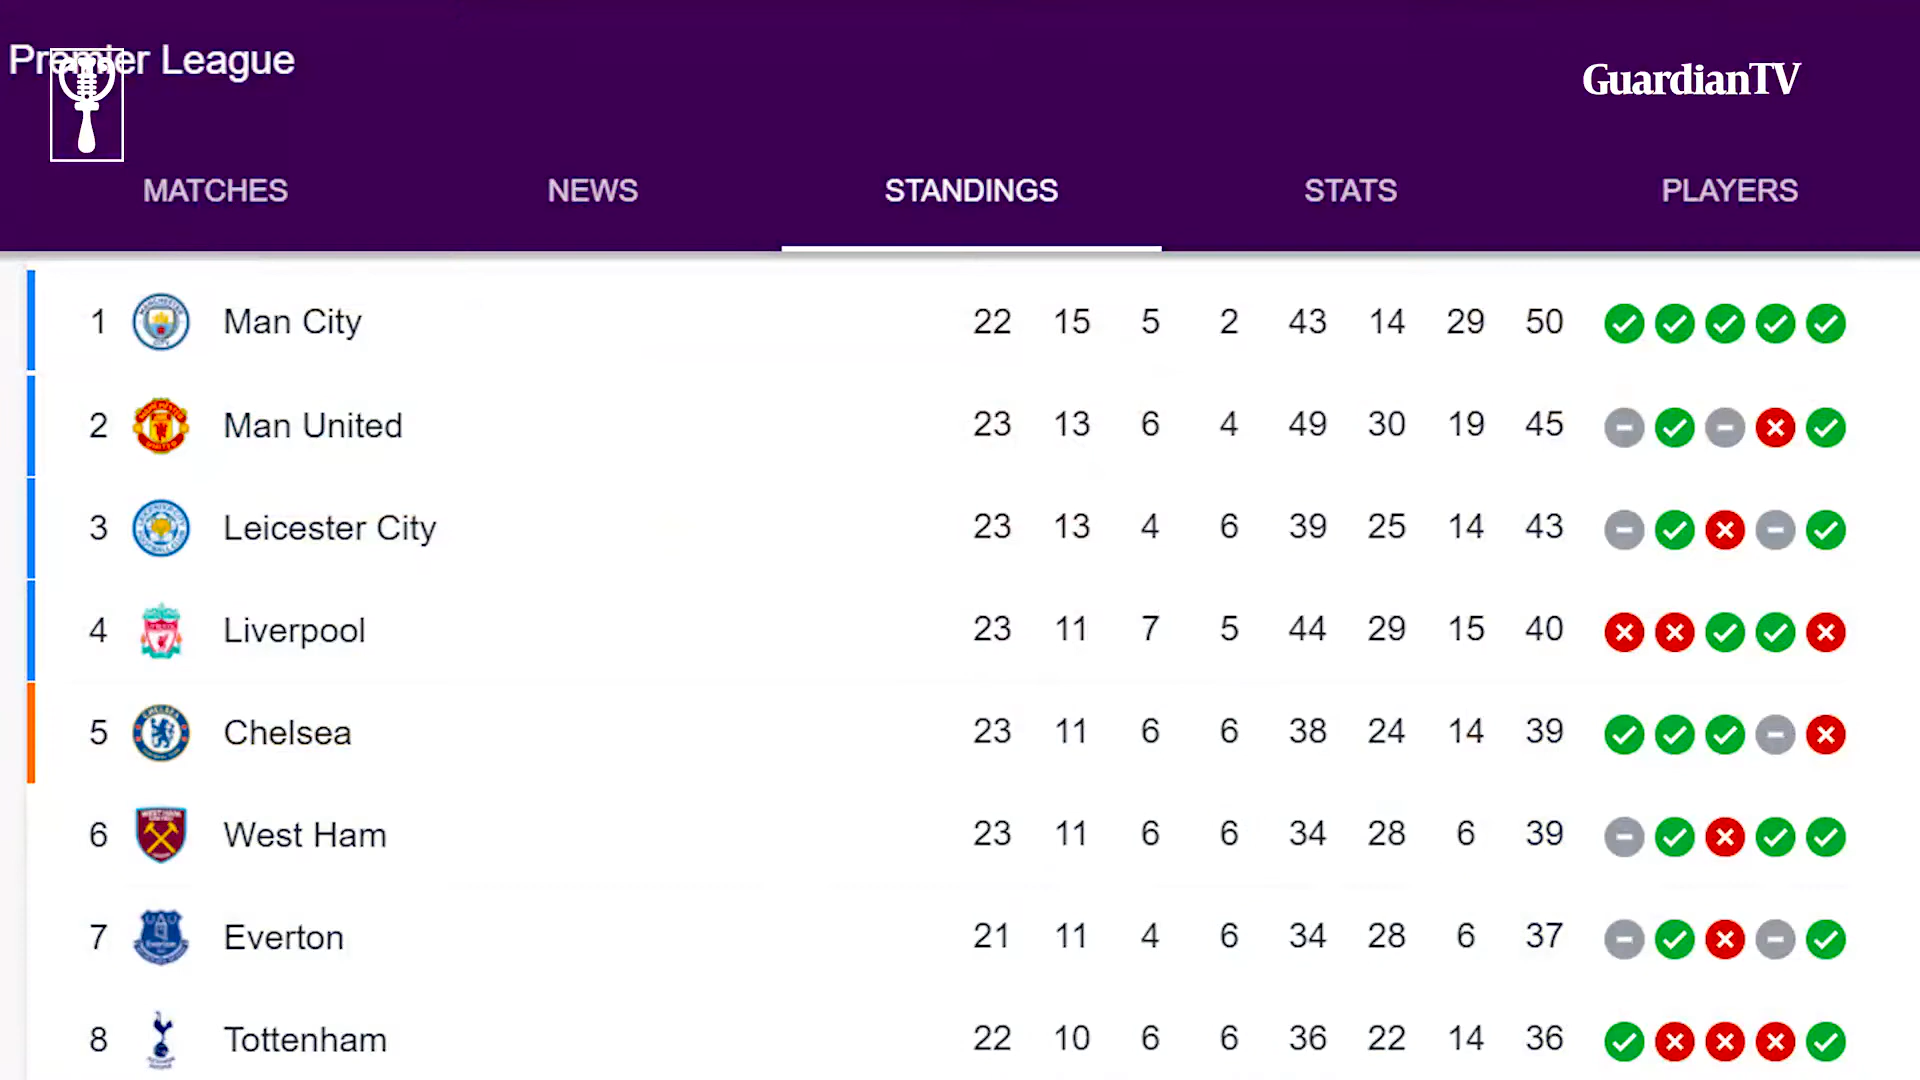 Premier League
GuardianTV
MATCHES NEWS STANDINGS STATS PLAYERS
1 Man City 22 15 5 2 43 14 29 50
2 Man United 23 13 6 4 49 30 19 45
3 Leicester City 23 13 4 6 39 25 14 43
4 Liverpool 23 11 7 5 44 29 15 40
5 Chelsea 23 11 6 6 38 24 14 39
6 West Ham 23 11 6 6 34 28 6 39
7 Everton 21 11 4 6 34 28 6 37
8 Tottenham 22 10 6 6 36 22 14 36